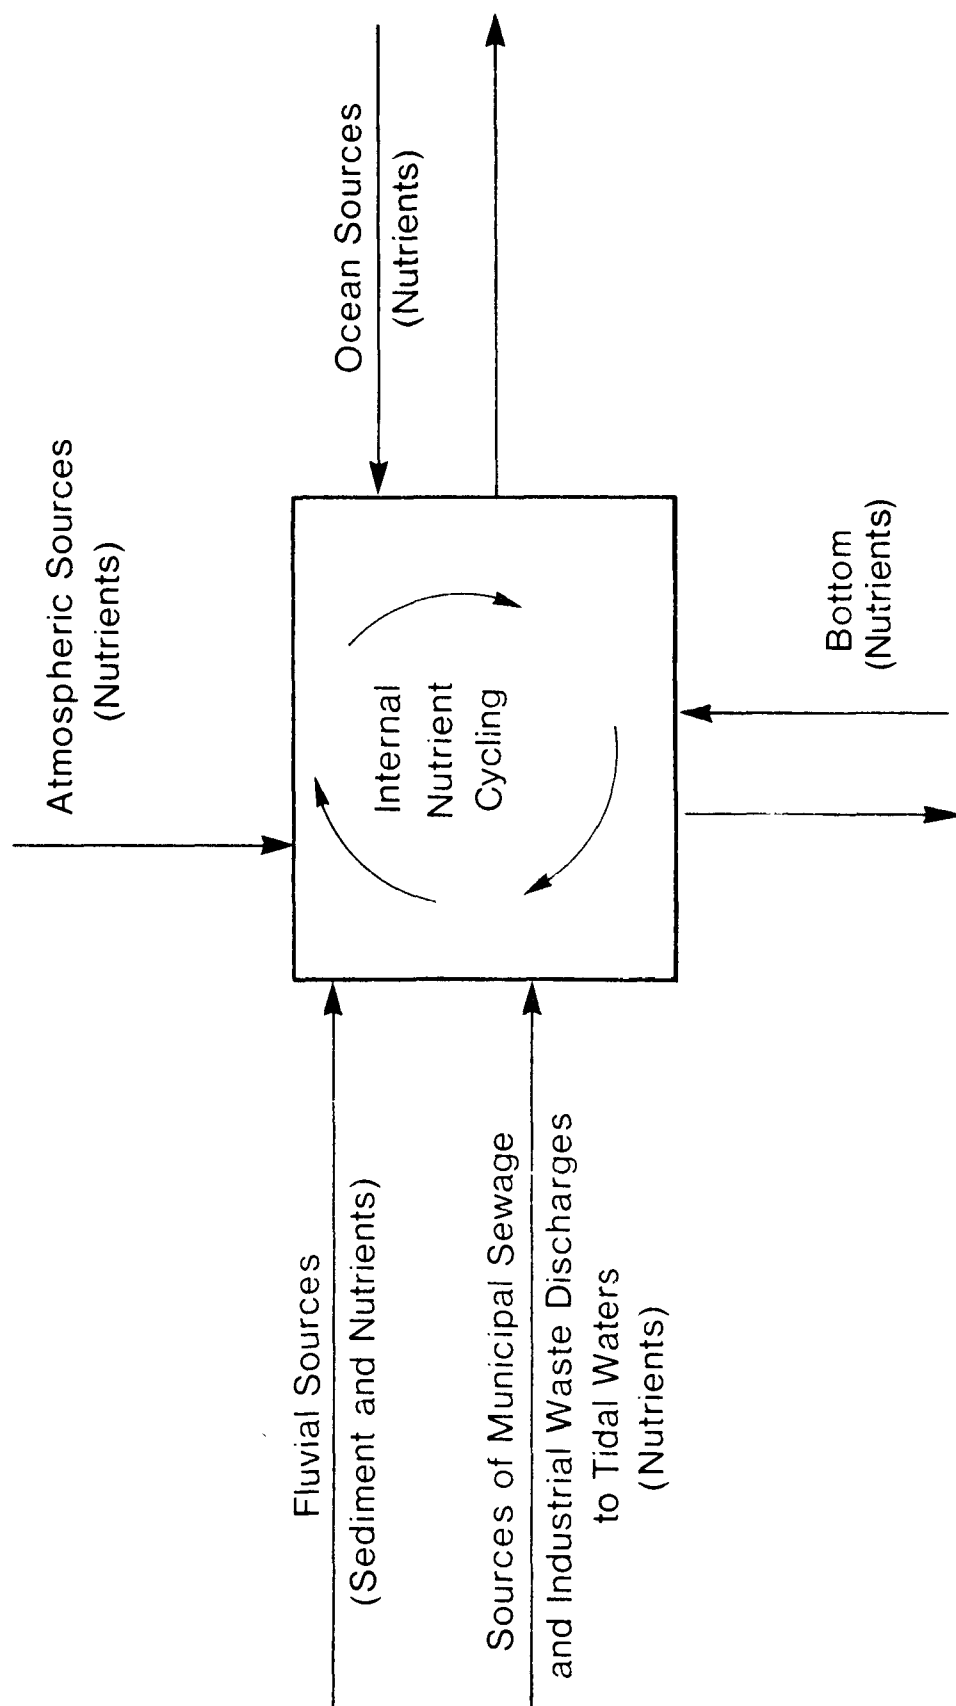 Atmospheric Sources
(Nutrients)
Fluvial Sources
(Sediment and Nutrients)
Ocean Sources
(Nutrients)
Internal
Nutrient
Cycling
Sources of Municipal Sewage
and Industrial Waste Discharges
to Tidal Waters
(Nutrients)
Bottom
(Nutrients)